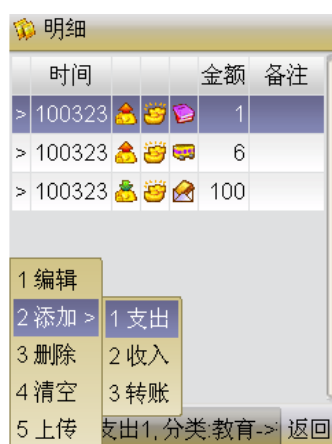 明细
时间 金额 备注
> 100323 1
> 100323 6
> 100323 100
1 编辑
2 添加 >
3 删除
4 清空
5 上传
1 支出
2 收入
3 转账
支出1,分类:教育-> 返回